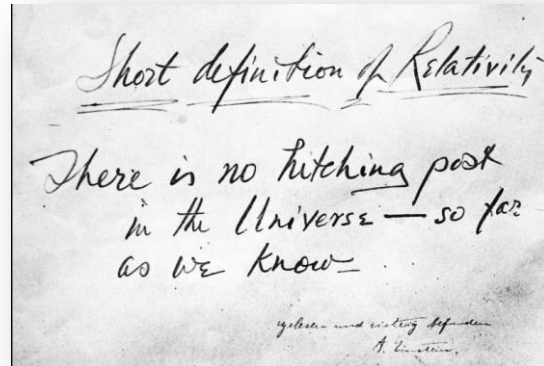 Short definition of Relativity
There is no hitching post
in the Universe — so far
as we know
gelesen und richtig befunden
A. Einstein.